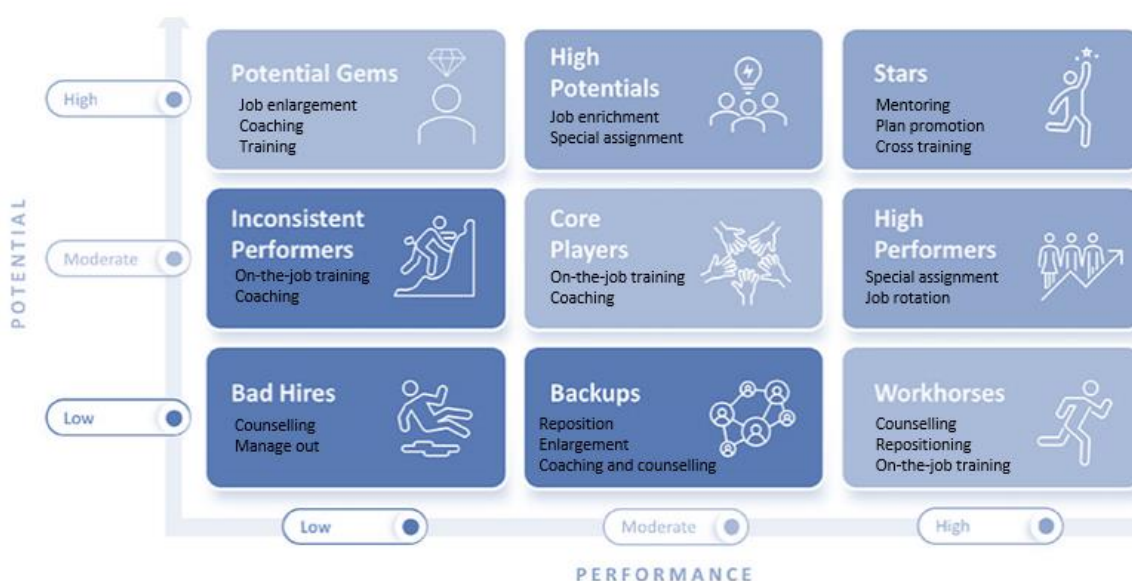 Potential Gems
Job enlargement
Coaching
Training
High
Potentials
Job enrichment
Special assignment
Stars
Mentoring
Plan promotion
Cross training
High
Inconsistent
Performers
On-the-job training
Coaching
Core
Players
On-the-job training
Coaching
High
Performers
Special assignment
Job rotation
Moderate
POTENTIAL
Bad Hires
Counselling
Manage out
Backups
Reposition
Enlargement
Coaching and counselling
Workhorses
Counselling
Repositioning
On-the-job training
Low
Low
Moderate
High
PERFORMANCE